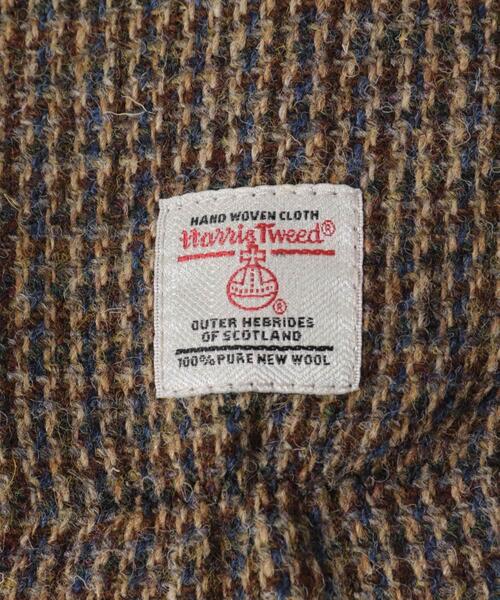 HAND WOVEN CLOTH
Harris Tweed®
®
OUTER HEBRIDES
OF SCOTLAND
100% PURE NEW WOOL